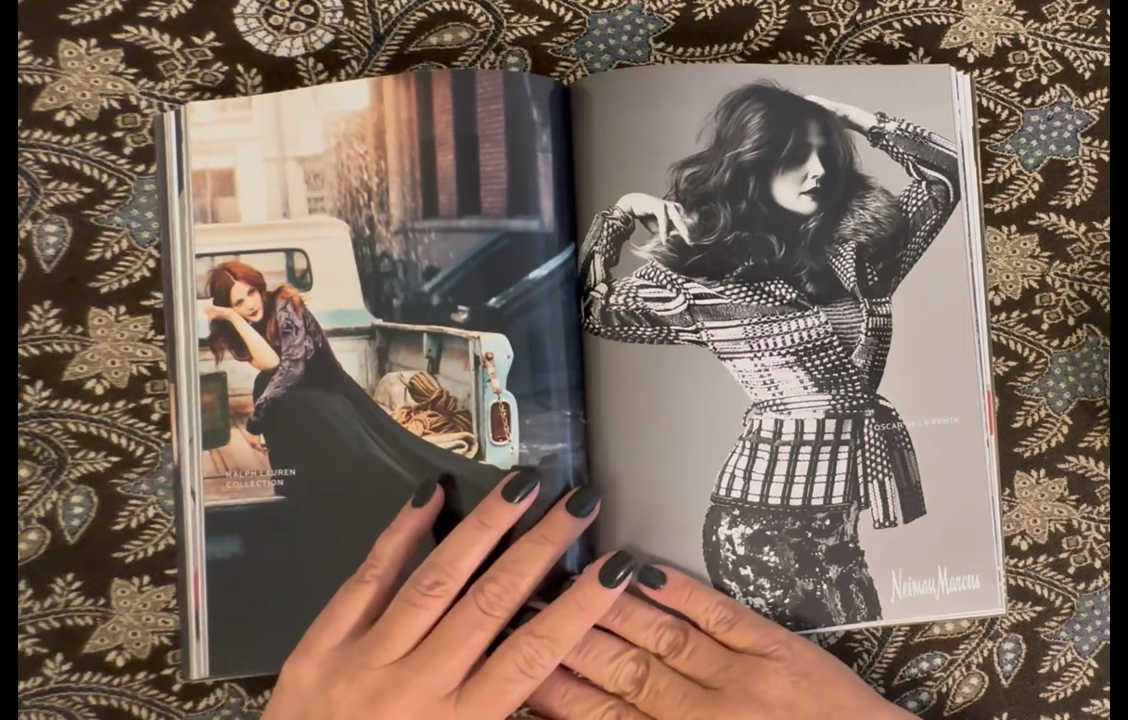 RALPH LAUREN
COLLECTION
OSCAR DE LA RENTA
Neiman Marcus